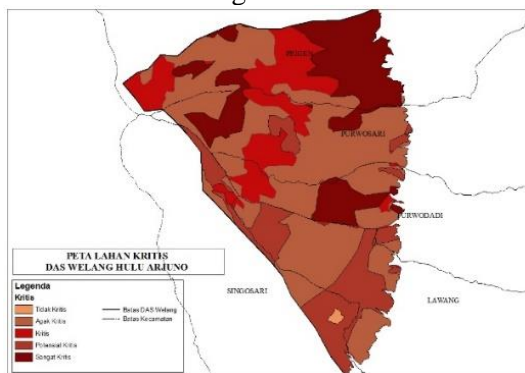 PRIGEN
PURWOSARI
PURWODADI
SINGOSARI
LAWANG
PETA LAHAN KRITIS
DAS WELANG HULU ARJUNO
Legenda
Kritis
Tidak Kritis
Agak Kritis
Kritis
Potensial Kritis
Sangat Kritis
Batas DAS Welang
Batas Kecamatan